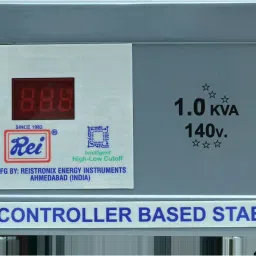 888
SINCE 1992
Rei
®
intelligent
High-Low Cutoff
MFG BY: REISTRONIX ENERGY INSTRUMENTS
AHMEDABAD (INDIA)
1.0 KVA
140v.
CONTROLLER BASED STAB